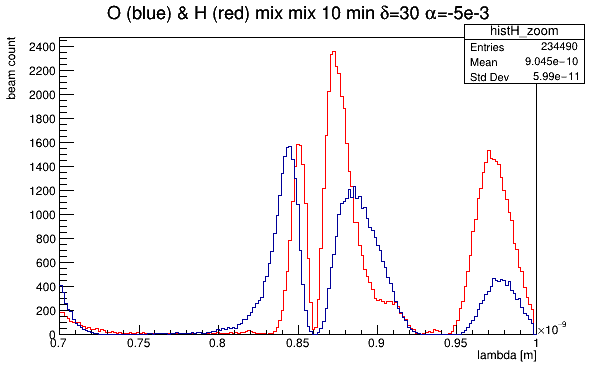 O (blue) & H (red) mix mix 10 min δ=30 α=-5e-3
histH_zoom
Entries 234490
Mean 9.045e-10
Std Dev 5.99e-11
beam count
2400
2200
2000
1800
1600
1400
1200
1000
800
600
400
200
0
0.7 0.75 0.8 0.85 0.9 0.95 1
×10⁻⁹
lambda [m]